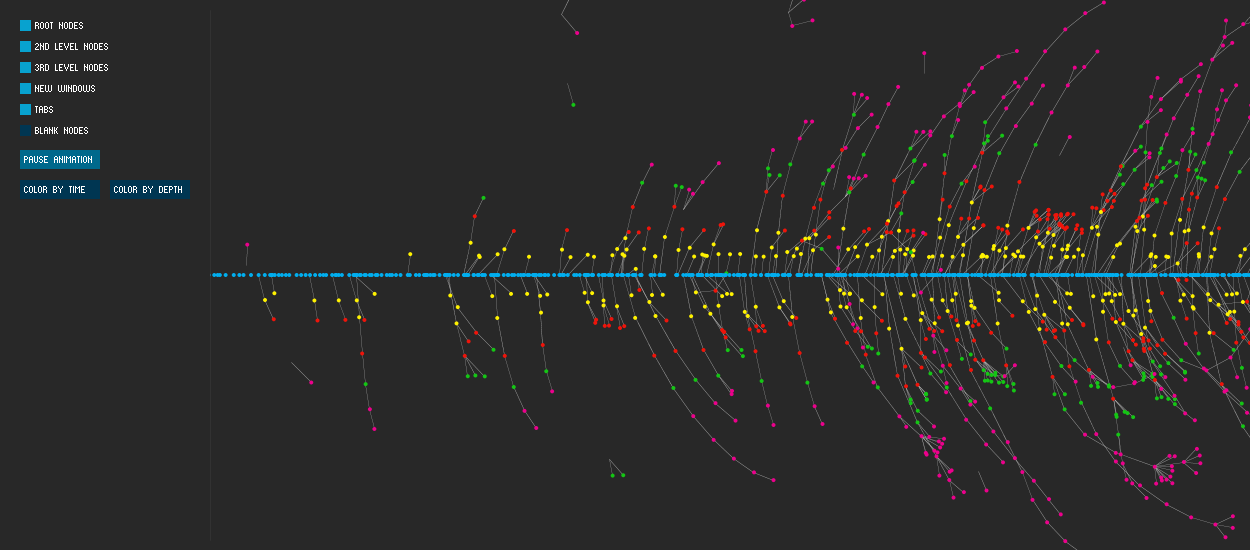 ROOT NODES
2ND LEVEL NODES
3RD LEVEL NODES
NEW WINDOWS
TABS
BLANK NODES
PAUSE ANIMATION
COLOR BY TIME COLOR BY DEPTH